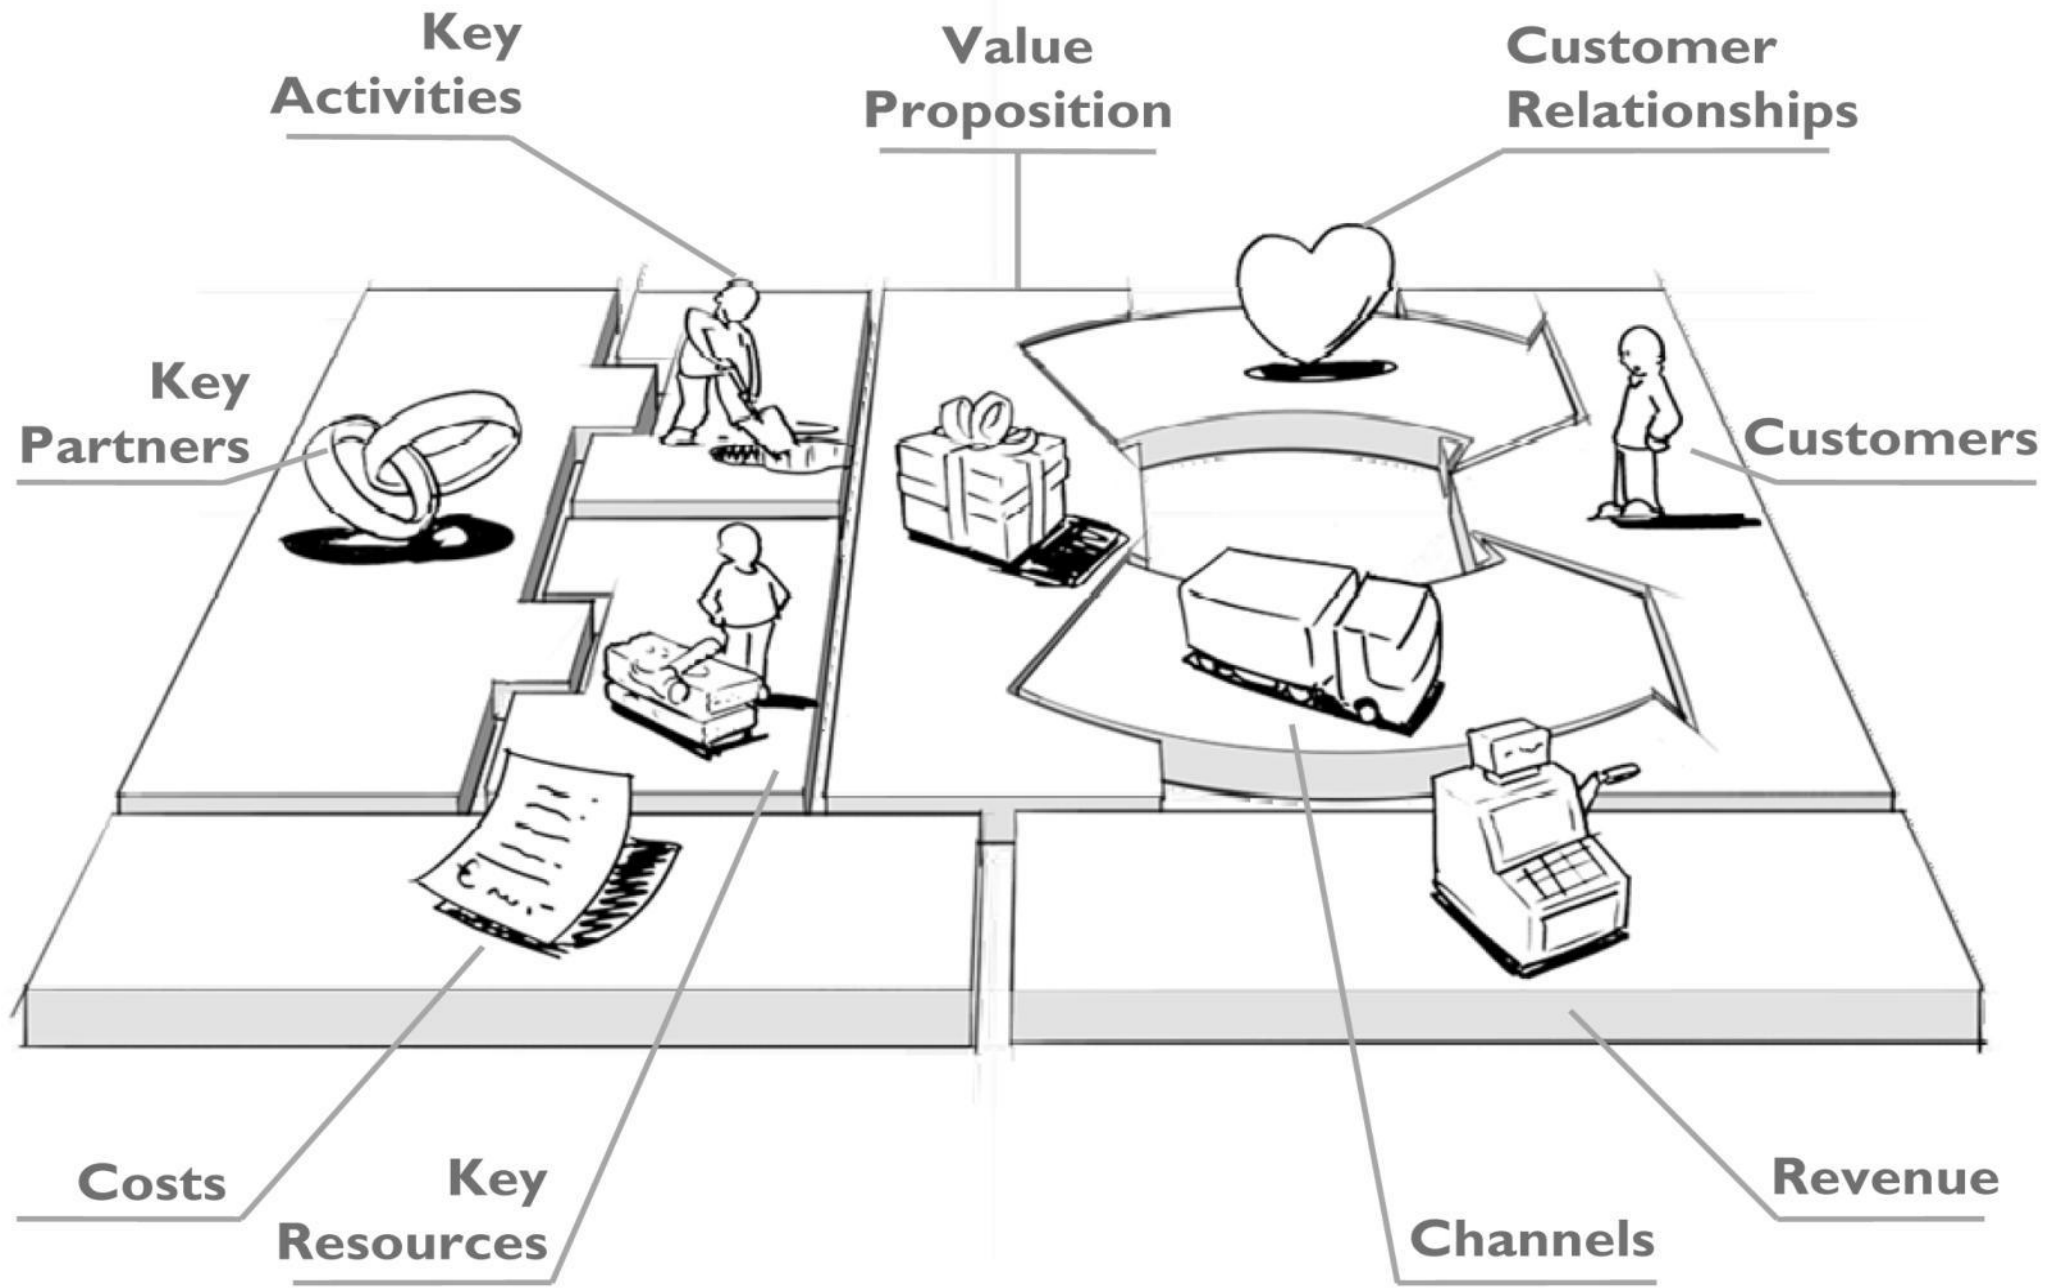 Key
Activities
Value
Proposition
Customer
Relationships
Key
Partners
Customers
€
Costs
Key
Resources
Channels
Revenue